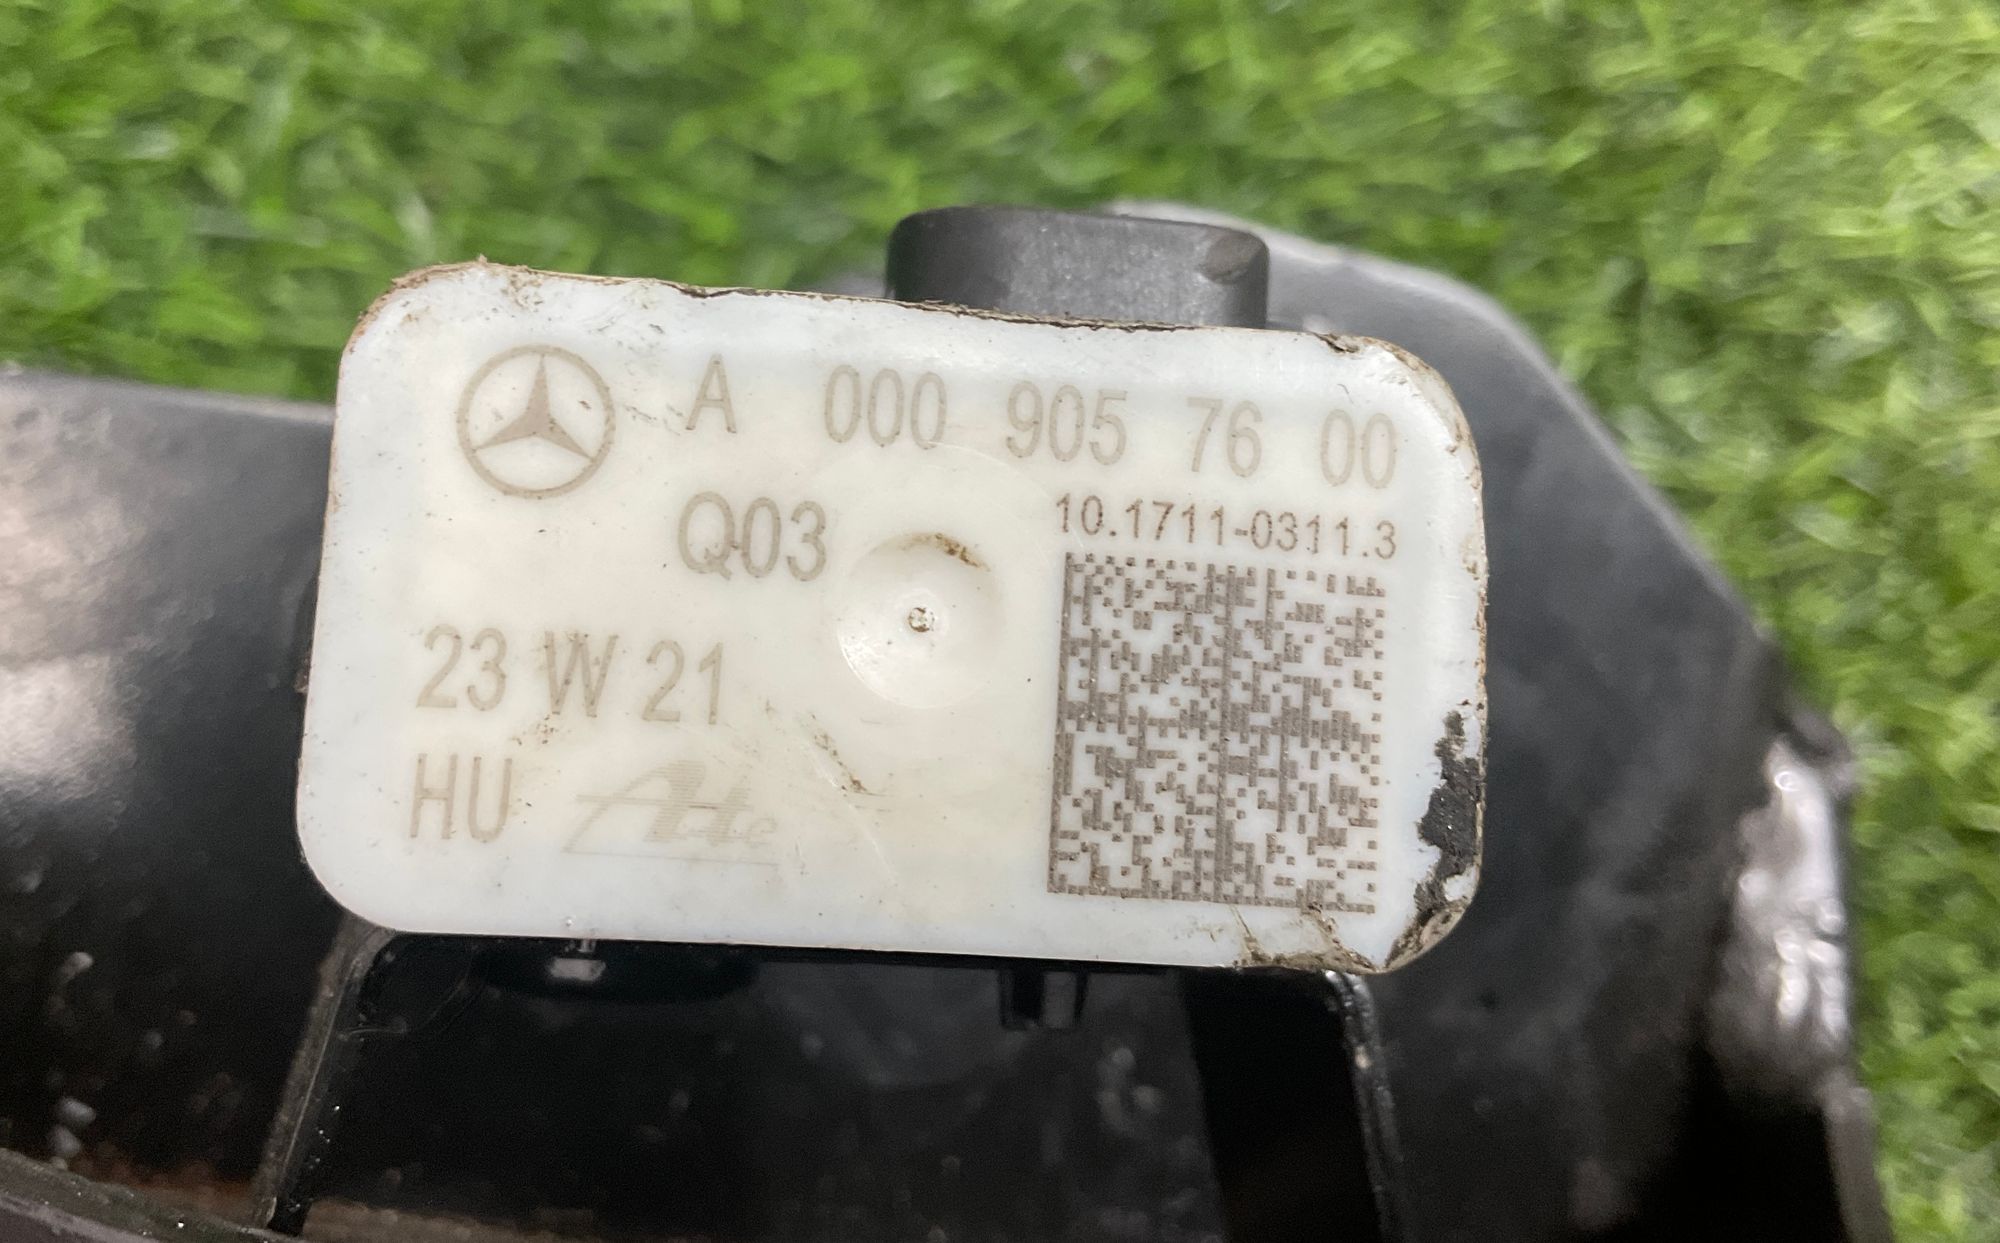 A 000 905 76 00
Q03
10.1711-0311.3
23 W 21
HU Ate